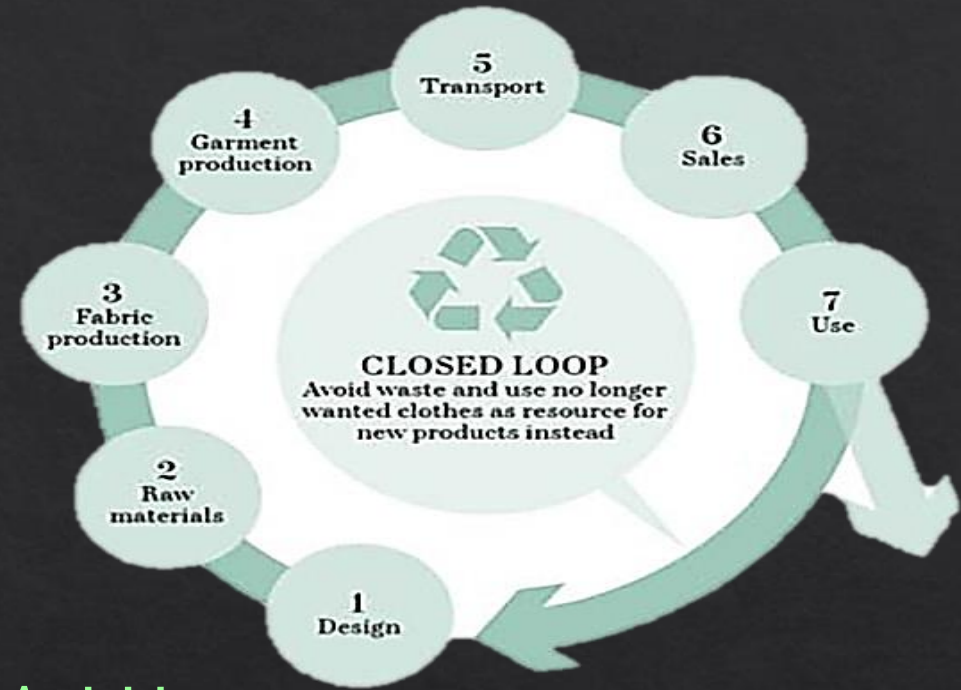 5
Transport
4
Garment
production
6
Sales
3
Fabric
production
7
Use
CLOSED LOOP
Avoid waste and use no longer
wanted clothes as resource for
new products instead
2
Raw
materials
1
Design